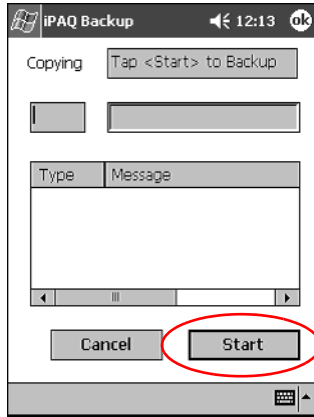 iPAQ Backup 12:13 ok
Copying Tap <Start> to Backup
Type Message
Cancel Start